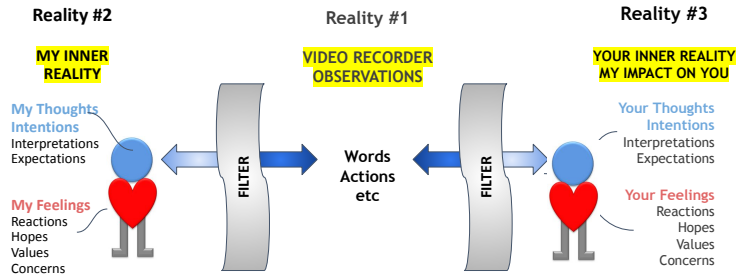 Reality #2
MY INNER
REALITY
My Thoughts
Intentions
Interpretations
Expectations
My Feelings
Reactions
Hopes
Values
Concerns
FILTER
Reality #1
VIDEO RECORDER
OBSERVATIONS
Words
Actions
etc
FILTER
Reality #3
YOUR INNER REALITY
MY IMPACT ON YOU
Your Thoughts
Intentions
Interpretations
Expectations
Your Feelings
Reactions
Hopes
Values
Concerns